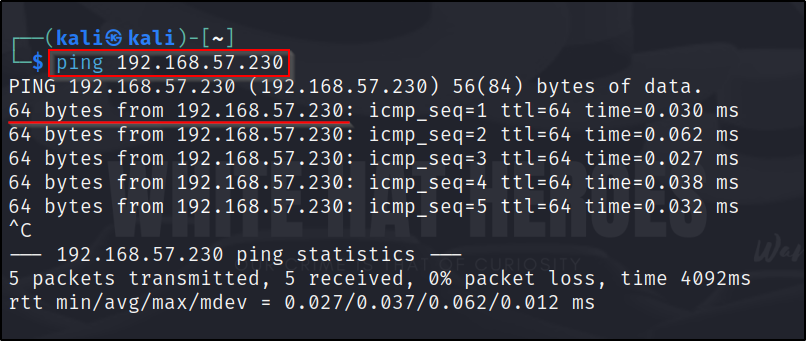 ┌──(kali㉿kali)-[~]
└─$ ping 192.168.57.230
PING 192.168.57.230 (192.168.57.230) 56(84) bytes of data.
64 bytes from 192.168.57.230: icmp_seq=1 ttl=64 time=0.030 ms
64 bytes from 192.168.57.230: icmp_seq=2 ttl=64 time=0.062 ms
64 bytes from 192.168.57.230: icmp_seq=3 ttl=64 time=0.027 ms
64 bytes from 192.168.57.230: icmp_seq=4 ttl=64 time=0.038 ms
64 bytes from 192.168.57.230: icmp_seq=5 ttl=64 time=0.032 ms
WHITE HAT HEROES
^C
--- 192.168.57.230 ping statistics ---
OF CURIOSITY
5 packets transmitted, 5 received, 0% packet loss, time 4092ms
rtt min/avg/max/mdev = 0.027/0.037/0.062/0.012 ms